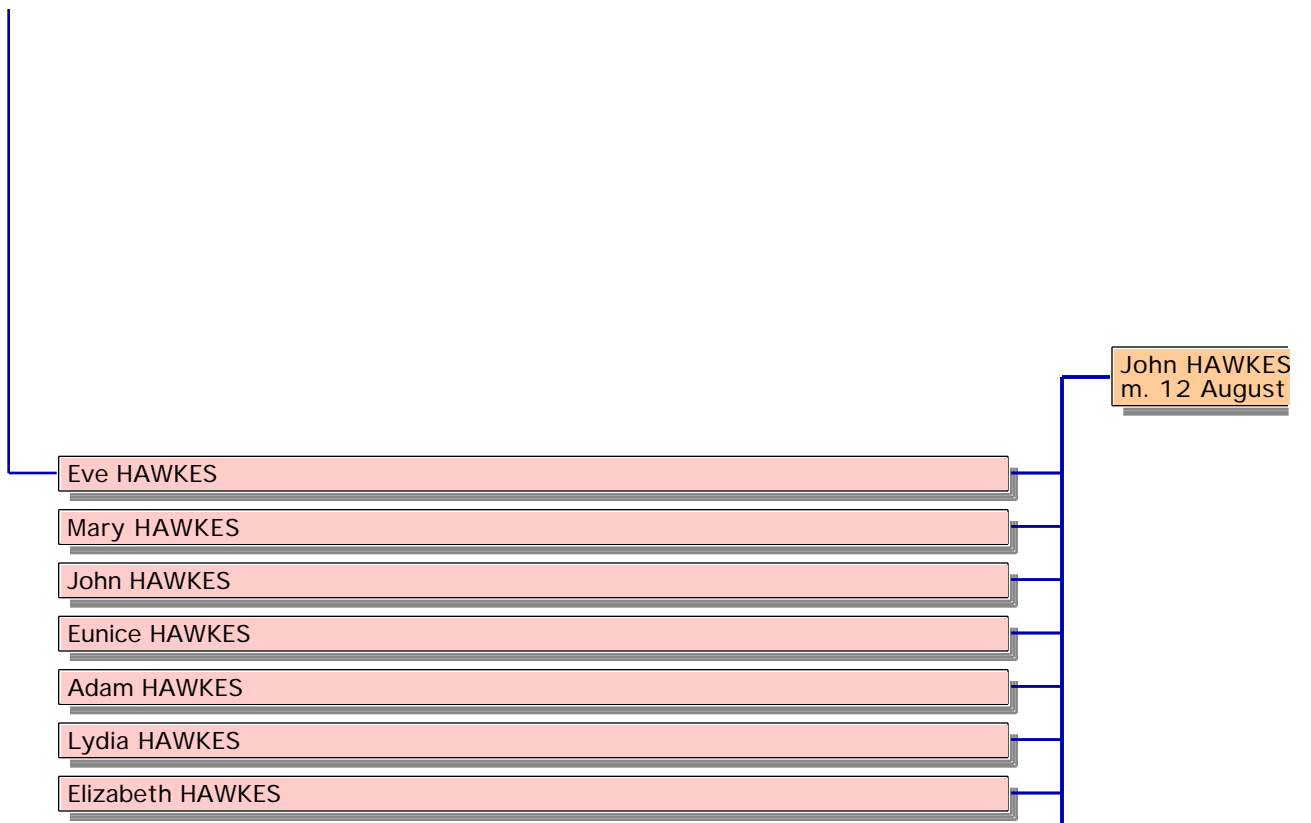 John HAWKES
m. 12 August
Eve HAWKES
Mary HAWKES
John HAWKES
Eunice HAWKES
Adam HAWKES
Lydia HAWKES
Elizabeth HAWKES